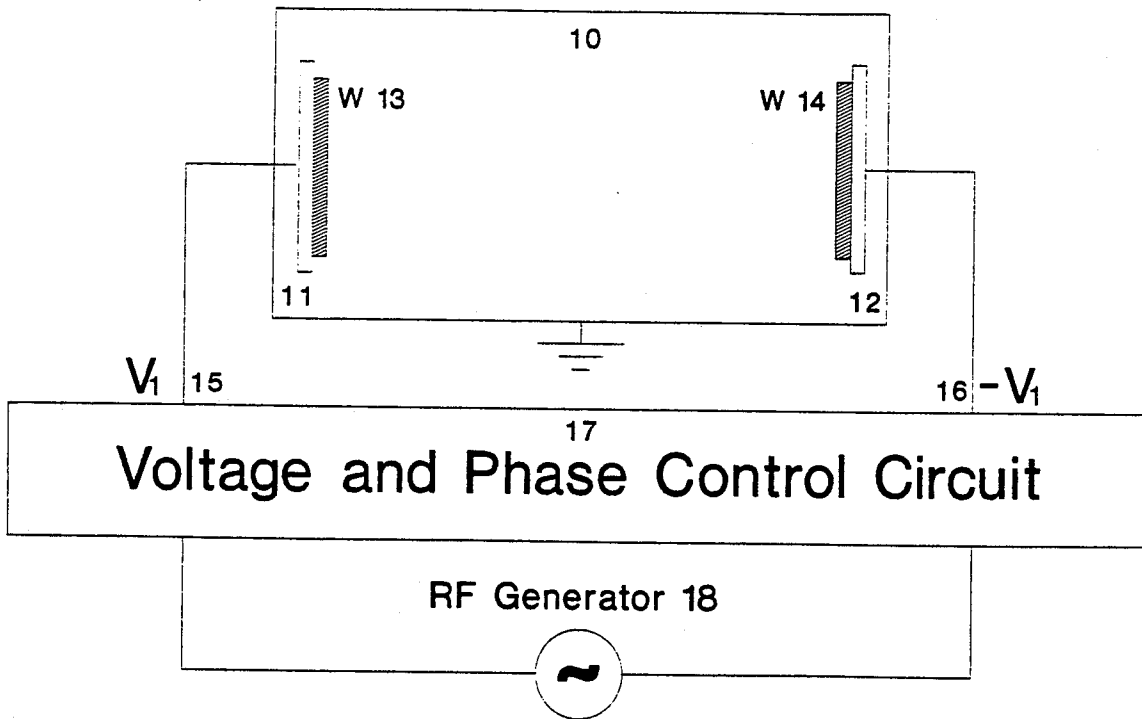 10
W 13
W 14
11
12
V₁ 15
16 -V₁
17
Voltage and Phase Control Circuit
RF Generator 18
~